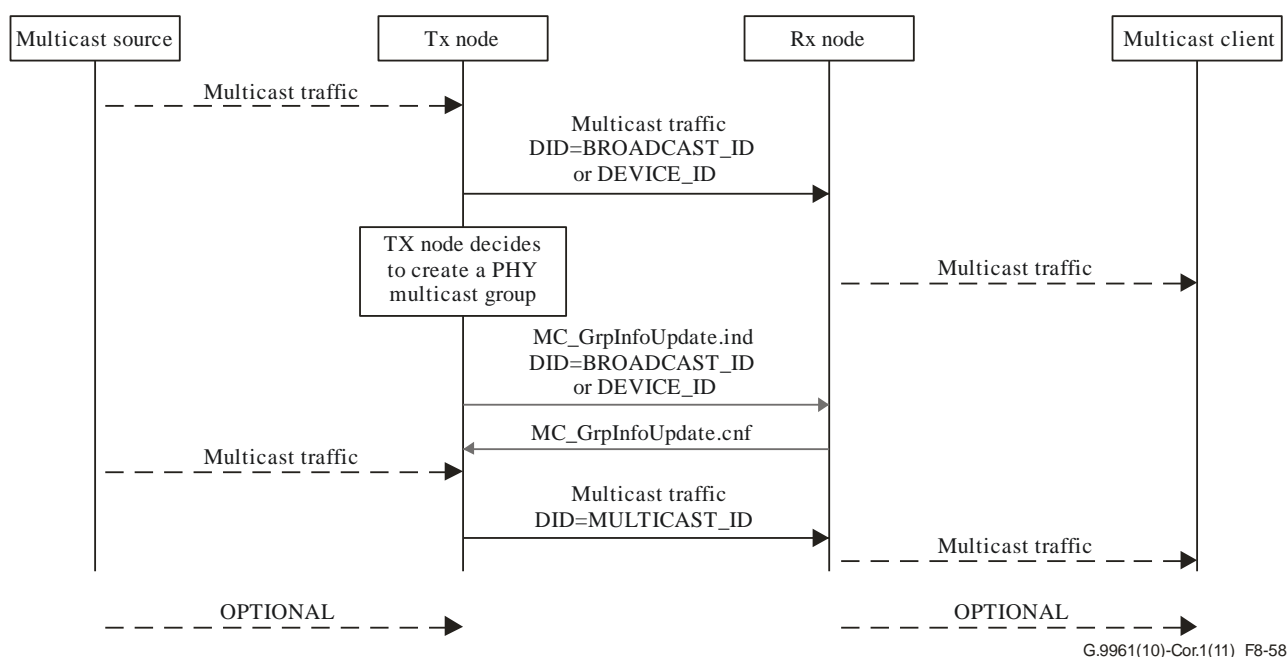 Multicast source
Tx node
Rx node
Multicast client
Multicast traffic
Multicast traffic
DID=BROADCAST_ID
or DEVICE_ID
TX node decides
to create a PHY
multicast group
Multicast traffic
MC_GrpInfoUpdate.ind
DID=BROADCAST_ID
or DEVICE_ID
MC_GrpInfoUpdate.cnf
Multicast traffic
Multicast traffic
DID=MULTICAST_ID
Multicast traffic
OPTIONAL
OPTIONAL
G.9961(10)-Cor.1(11)_F8-58